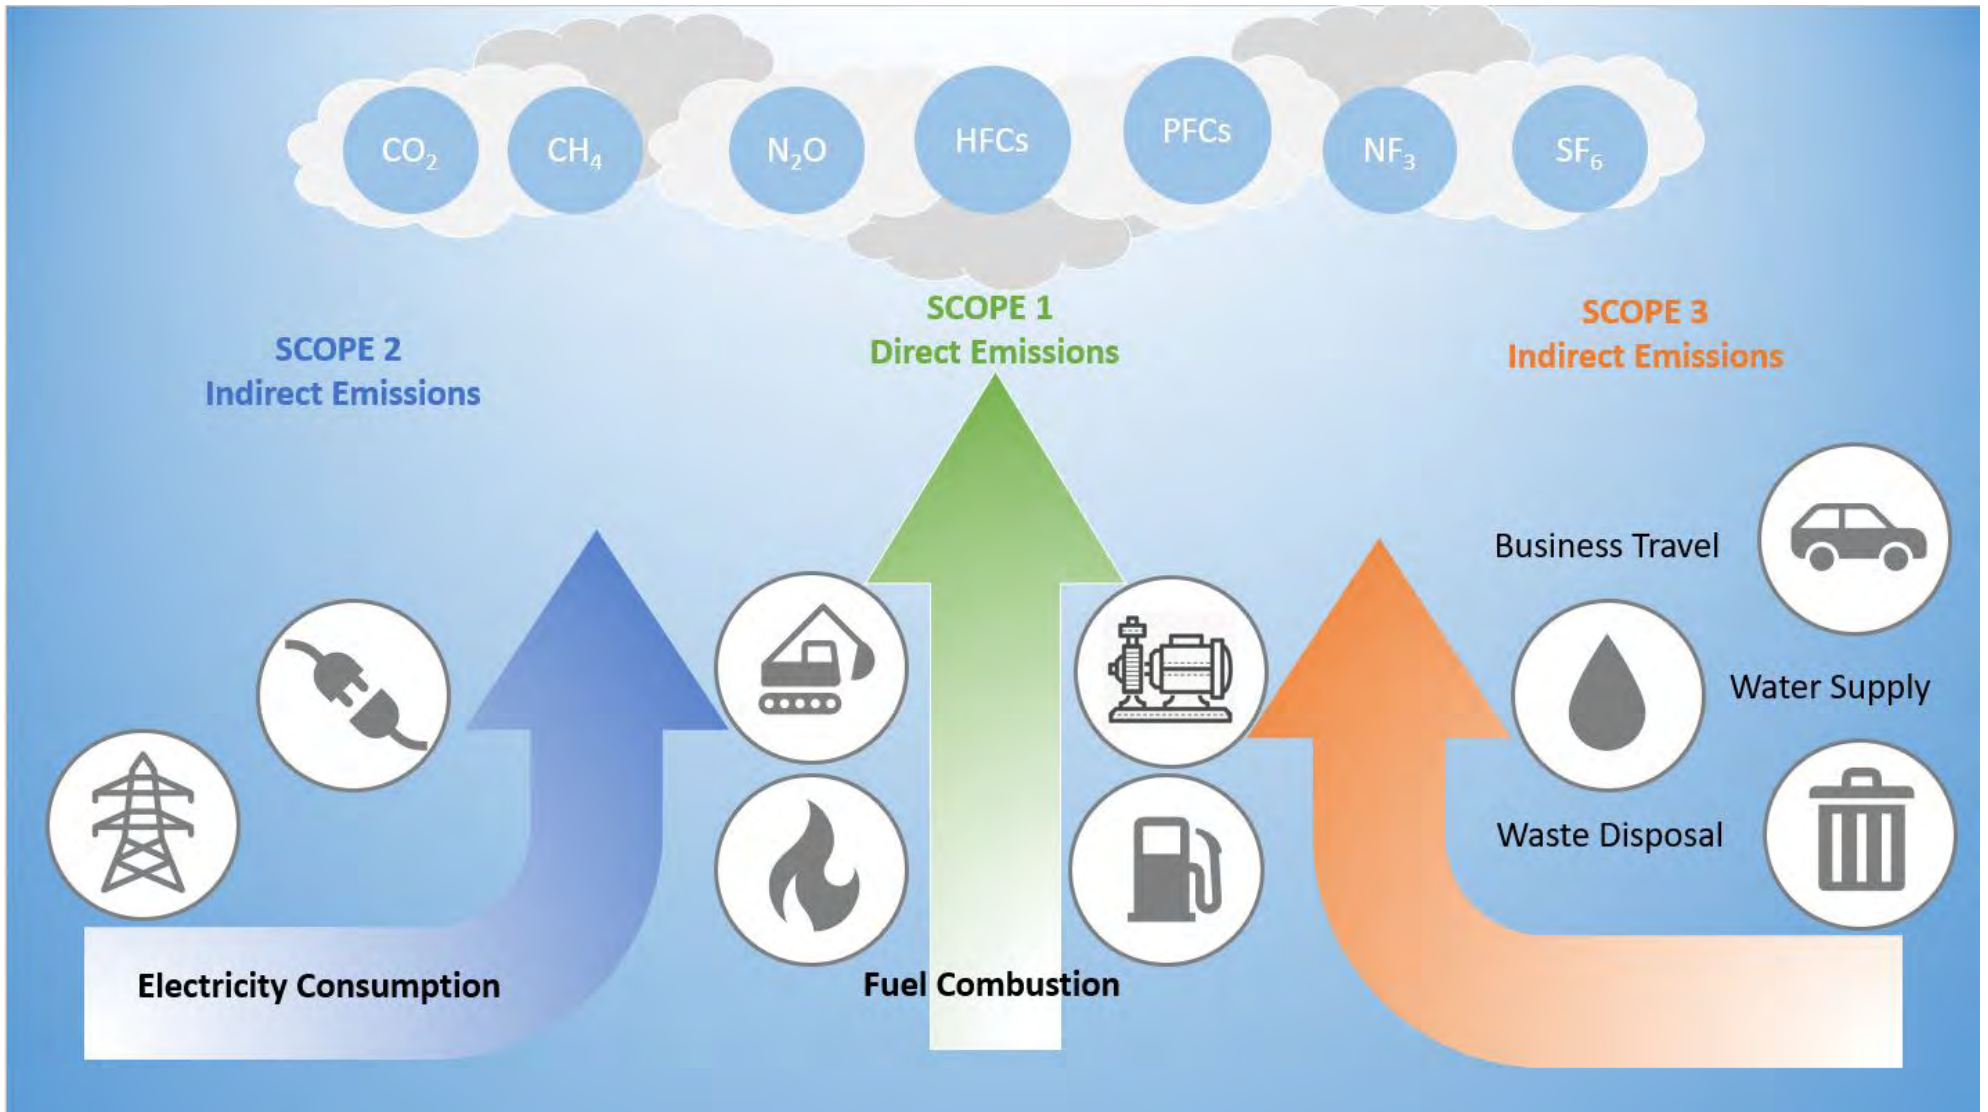 CO₂
CH₄
N₂O
HFCs
PFCs
NF₃
SF₆
SCOPE 2
Indirect Emissions
SCOPE 1
Direct Emissions
SCOPE 3
Indirect Emissions
Business Travel
Water Supply
Waste Disposal
Electricity Consumption
Fuel Combustion